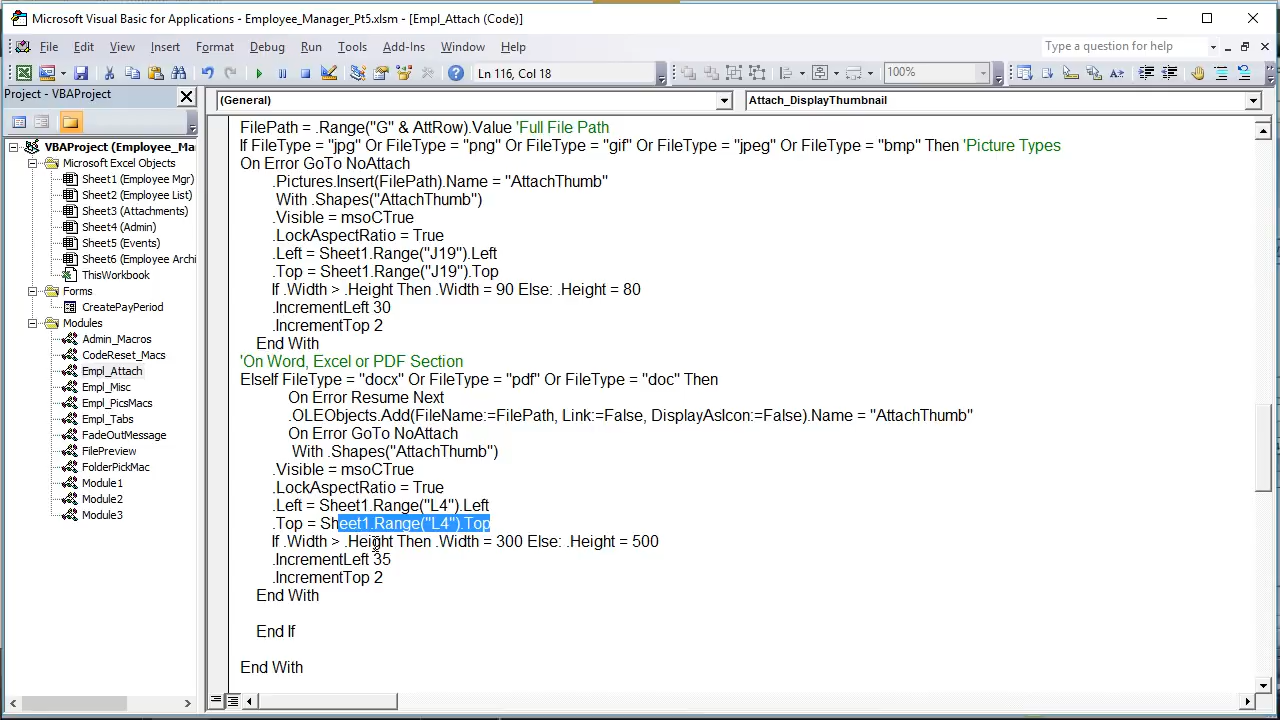 Microsoft Visual Basic for Applications - Employee_Manager_Pt5.xlsm - [Empl_Attach (Code)]
File Edit View Insert Format Debug Run Tools Add-Ins Window Help
Type a question for help
Ln 116, Col 18
100%
Project - VBAProject
(General)
Attach_DisplayThumbnail
VBAProject (Employee_Ma
Microsoft Excel Objects
Sheet1 (Employee Mgr)
Sheet2 (Employee List)
Sheet3 (Attachments)
Sheet4 (Admin)
Sheet5 (Events)
Sheet6 (Employee Archi
ThisWorkbook
Forms
CreatePayPeriod
Modules
Admin_Macros
CodeReset_Macs
Empl_Attach
Empl_Misc
Empl_PicsMacs
Empl_Tabs
FadeOutMessage
FilePreview
FolderPickMac
Module1
Module2
Module3
FilePath = .Range("G" & AttRow).Value 'Full File Path
If FileType = "jpg" Or FileType = "png" Or FileType = "gif" Or FileType = "jpeg" Or FileType = "bmp" Then 'Picture Types
On Error GoTo NoAttach
.Pictures.Insert(FilePath).Name = "AttachThumb"
With .Shapes("AttachThumb")
.Visible = msoCTrue
.LockAspectRatio = True
.Left = Sheet1.Range("J19").Left
.Top = Sheet1.Range("J19").Top
If .Width > .Height Then .Width = 90 Else: .Height = 80
.IncrementLeft 30
.IncrementTop 2
End With
'On Word, Excel or PDF Section
ElseIf FileType = "docx" Or FileType = "pdf" Or FileType = "doc" Then
On Error Resume Next
.OLEObjects.Add(FileName:=FilePath, Link:=False, DisplayAsIcon:=False).Name = "AttachThumb"
On Error GoTo NoAttach
With .Shapes("AttachThumb")
.Visible = msoCTrue
.LockAspectRatio = True
.Left = Sheet1.Range("L4").Left
.Top = Sheet1.Range("L4").Top
If .Width > .Height Then .Width = 300 Else: .Height = 500
.IncrementLeft 35
.IncrementTop 2
End With
End If
End With